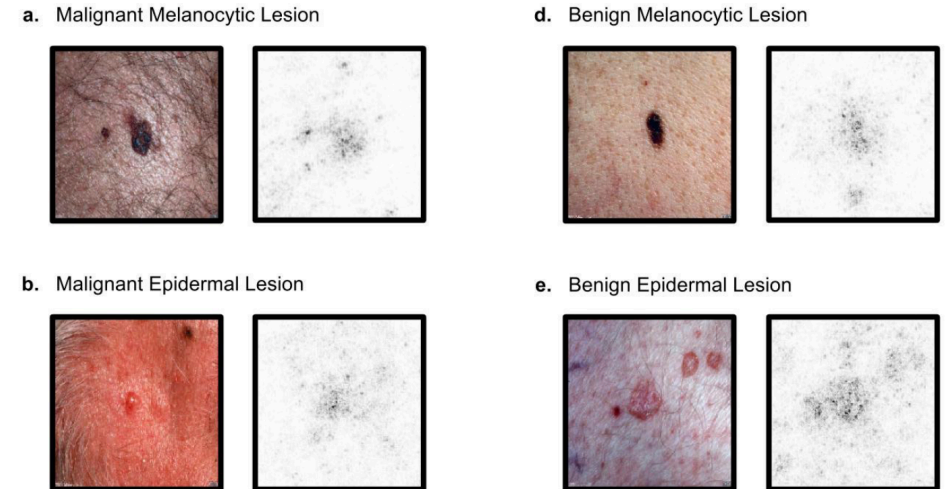 a. Malignant Melanocytic Lesion
d. Benign Melanocytic Lesion
b. Malignant Epidermal Lesion
e. Benign Epidermal Lesion